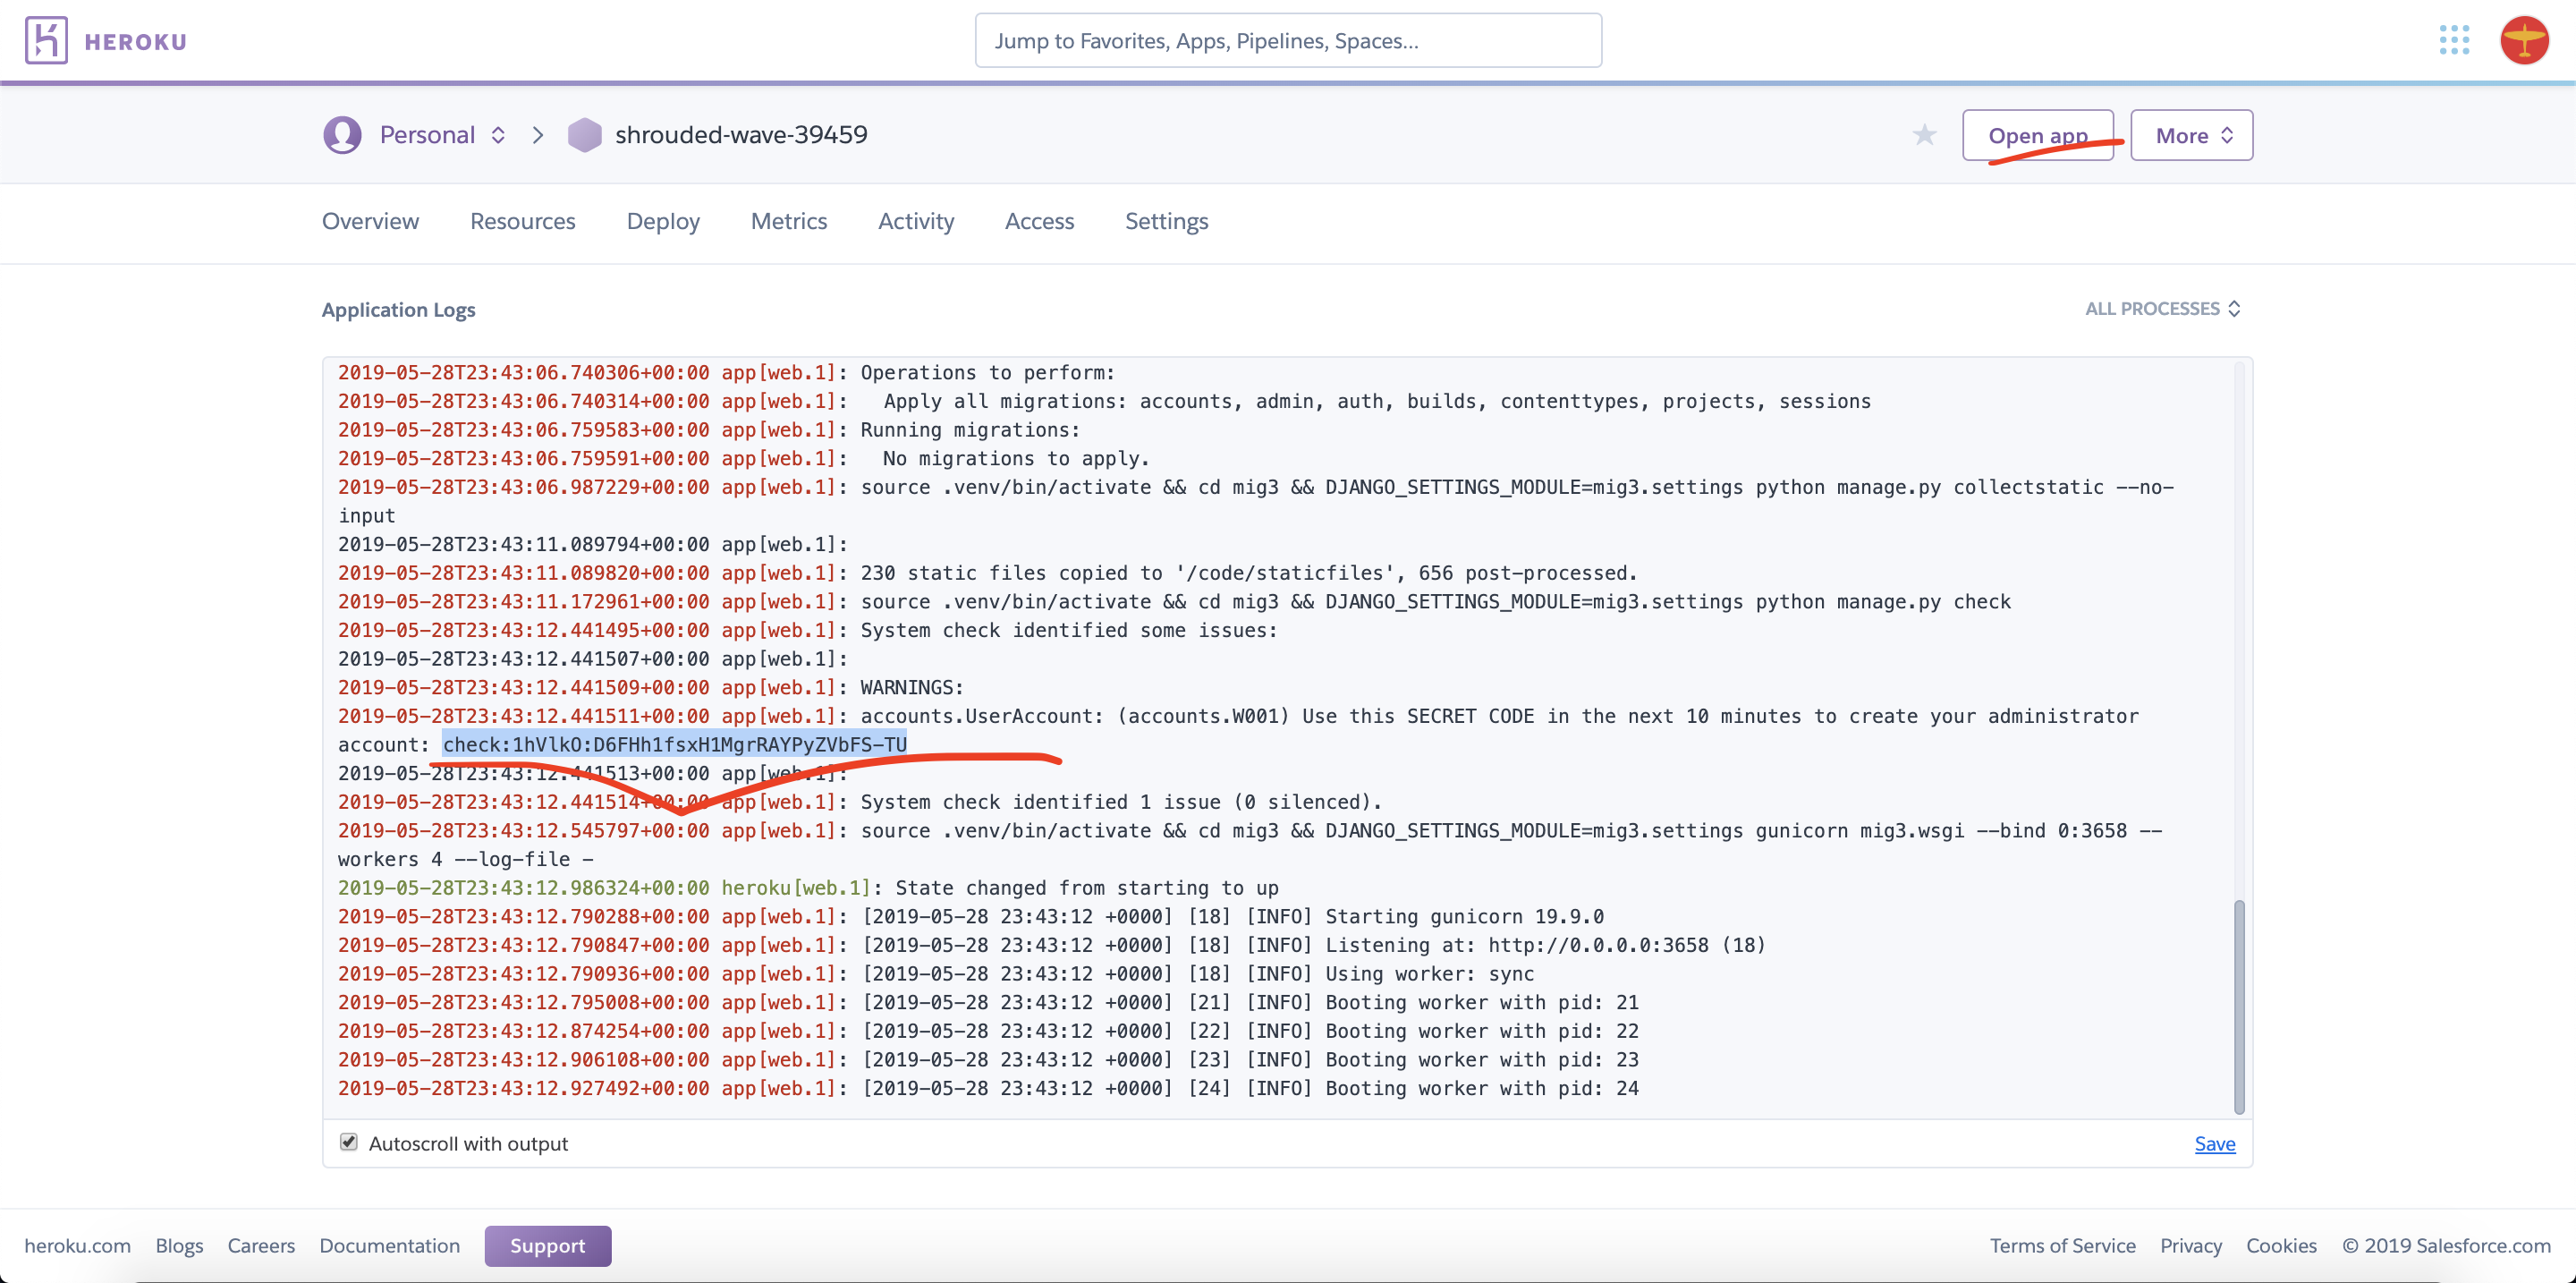 HEROKU
Jump to Favorites, Apps, Pipelines, Spaces...
Personal
shrouded-wave-39459
Open app
More
Overview
Resources
Deploy
Metrics
Activity
Access
Settings
Application Logs
ALL PROCESSES
2019-05-28T23:43:06.740306+00:00 app[web.1]: Operations to perform:
2019-05-28T23:43:06.740314+00:00 app[web.1]:   Apply all migrations: accounts, admin, auth, builds, contenttypes, projects, sessions
2019-05-28T23:43:06.759583+00:00 app[web.1]: Running migrations:
2019-05-28T23:43:06.759591+00:00 app[web.1]:   No migrations to apply.
2019-05-28T23:43:06.987229+00:00 app[web.1]: source .venv/bin/activate && cd mig3 && DJANGO_SETTINGS_MODULE=mig3.settings python manage.py collectstatic --no-
input
2019-05-28T23:43:11.089794+00:00 app[web.1]:
2019-05-28T23:43:11.089820+00:00 app[web.1]: 230 static files copied to '/code/staticfiles', 656 post-processed.
2019-05-28T23:43:11.172961+00:00 app[web.1]: source .venv/bin/activate && cd mig3 && DJANGO_SETTINGS_MODULE=mig3.settings python manage.py check
2019-05-28T23:43:12.441495+00:00 app[web.1]: System check identified some issues:
2019-05-28T23:43:12.441507+00:00 app[web.1]:
2019-05-28T23:43:12.441509+00:00 app[web.1]: WARNINGS:
2019-05-28T23:43:12.441511+00:00 app[web.1]: accounts.UserAccount: (accounts.W001) Use this SECRET CODE in the next 10 minutes to create your administrator
account: check:1hVlkO:D6FHh1fsxH1MgrRAYPyZVbFS-TU
2019-05-28T23:43:12.441513+00:00 app[web.1]:
2019-05-28T23:43:12.441514+00:00 app[web.1]: System check identified 1 issue (0 silenced).
2019-05-28T23:43:12.545797+00:00 app[web.1]: source .venv/bin/activate && cd mig3 && DJANGO_SETTINGS_MODULE=mig3.settings gunicorn mig3.wsgi --bind 0:3658 --
workers 4 --log-file -
2019-05-28T23:43:12.986324+00:00 heroku[web.1]: State changed from starting to up
2019-05-28T23:43:12.790288+00:00 app[web.1]: [2019-05-28 23:43:12 +0000] [18] [INFO] Starting gunicorn 19.9.0
2019-05-28T23:43:12.790847+00:00 app[web.1]: [2019-05-28 23:43:12 +0000] [18] [INFO] Listening at: http://0.0.0.0:3658 (18)
2019-05-28T23:43:12.790936+00:00 app[web.1]: [2019-05-28 23:43:12 +0000] [18] [INFO] Using worker: sync
2019-05-28T23:43:12.795008+00:00 app[web.1]: [2019-05-28 23:43:12 +0000] [21] [INFO] Booting worker with pid: 21
2019-05-28T23:43:12.874254+00:00 app[web.1]: [2019-05-28 23:43:12 +0000] [22] [INFO] Booting worker with pid: 22
2019-05-28T23:43:12.906108+00:00 app[web.1]: [2019-05-28 23:43:12 +0000] [23] [INFO] Booting worker with pid: 23
2019-05-28T23:43:12.927492+00:00 app[web.1]: [2019-05-28 23:43:12 +0000] [24] [INFO] Booting worker with pid: 24
Autoscroll with output
Save
heroku.com
Blogs
Careers
Documentation
Support
Terms of Service
Privacy
Cookies
© 2019 Salesforce.com